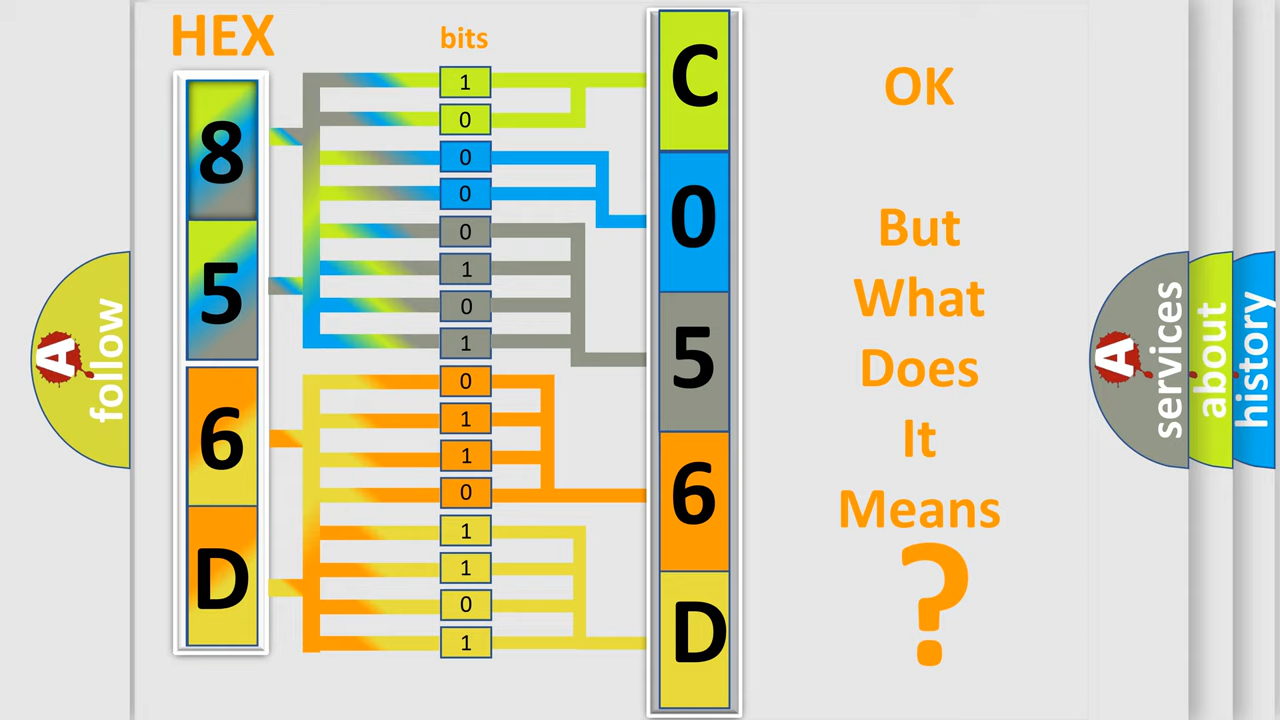 HEX
bits
8
5
6
D
1
0
0
0
0
1
0
1
0
1
1
0
1
1
0
1
C
0
5
6
D
OK
But
What
Does
It
Means
?
A
follow
A
services
about
history